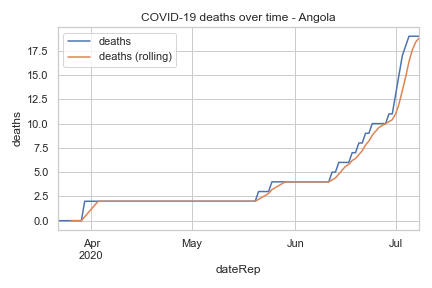 COVID-19 deaths over time - Angola
deaths
deaths (rolling)
17.5
15.0
12.5
10.0
7.5
5.0
2.5
0.0
deaths
Apr
2020
May
Jun
Jul
dateRep